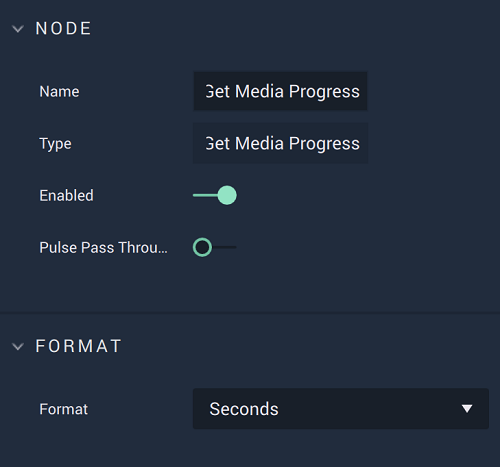 NODE
Name Get Media Progress
Type Get Media Progress
Enabled
Pulse Pass Throu...
FORMAT
Format Seconds